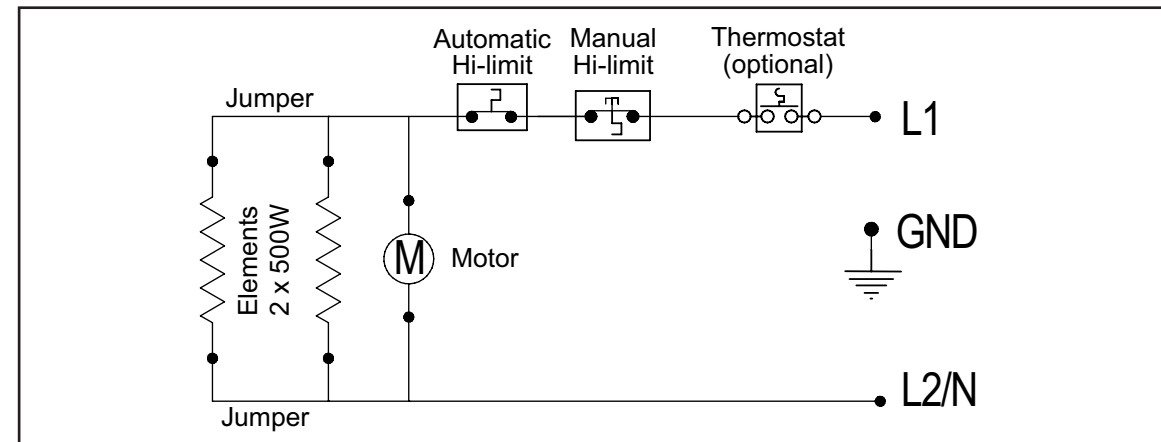 Automatic
Hi-limit
Manual
Hi-limit
Thermostat
(optional)
Jumper
L1
Elements
2 x 500W
M
Motor
GND
L2/N
Jumper